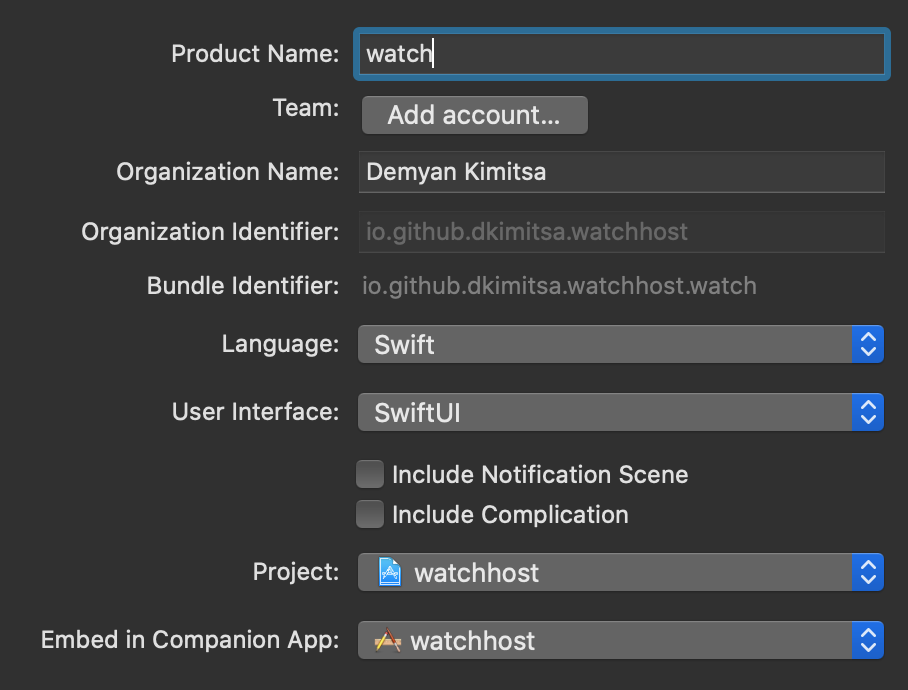 Product Name: watch
Team: Add account...
Organization Name: Demyan Kimitsa
Organization Identifier: io.github.dkimitsa.watchhost
Bundle Identifier: io.github.dkimitsa.watchhost.watch
Language: Swift
User Interface: SwiftUI
Include Notification Scene
Include Complication
Project: watchhost
Embed in Companion App: watchhost